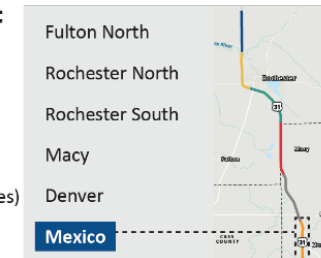 :
Fulton North
Rochester North
Rochester South
Macy
es) Denver
Mexico
Rochester
31
Macy
Fulton
CASS
COUNTY
31